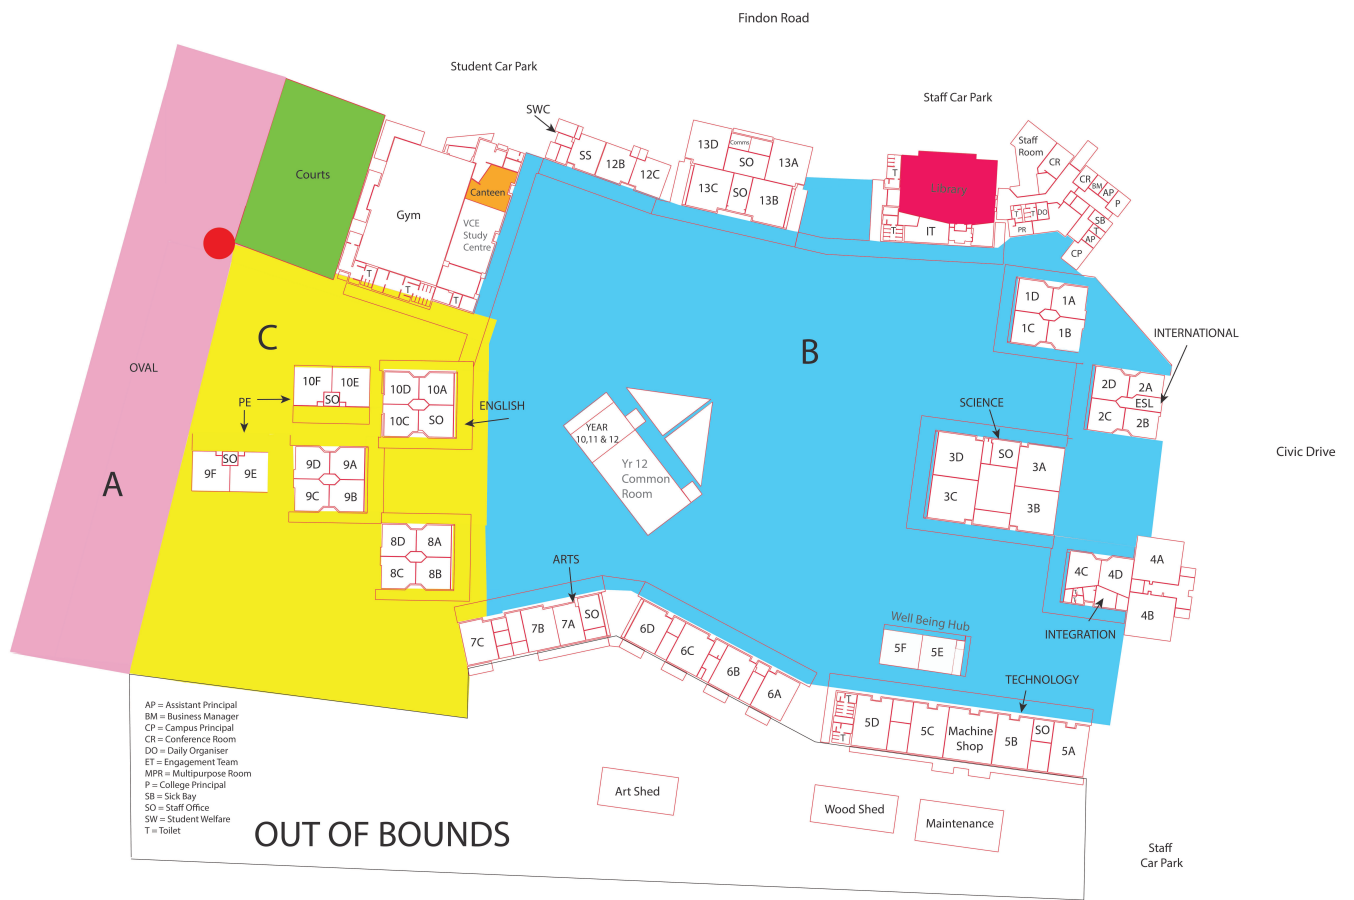 Findon Road
Student Car Park
Staff Car Park
SWC
SS
12B
12C
13D
Comms
SO
13A
13C
SO
13B
T
Library
T
IT
Staff
Room
CR
CR
BM
AP
P
T
T
DO
PR
SB
T
AP
CP
Courts
Gym
Canteen
VCE
Study
Centre
T
T
T
1D
1A
1C
1B
INTERNATIONAL
C
B
OVAL
PE
10F
10E
SO
10D
10A
10C
SO
ENGLISH
2D
2A
ESL
2C
2B
SCIENCE
3D
SO
3A
3C
3B
Civic Drive
YEAR
10,11 & 12
Yr 12
Common
Room
A
SO
9F
9E
9D
9A
9C
9B
8D
8A
8C
8B
4A
4C
4D
4B
INTEGRATION
ARTS
7C
7B
7A
SO
6D
6C
6B
6A
Well Being Hub
5F
5E
TECHNOLOGY
T
T
5D
5C
Machine
Shop
5B
SO
5A
AP = Assistant Principal
BM = Business Manager
CP = Campus Principal
CR = Conference Room
DO = Daily Organiser
ET = Engagement Team
MPR = Multipurpose Room
P = College Principal
SB = Sick Bay
SO = Staff Office
SW = Student Welfare
T = Toilet
OUT OF BOUNDS
Art Shed
Wood Shed
Maintenance
Staff
Car Park